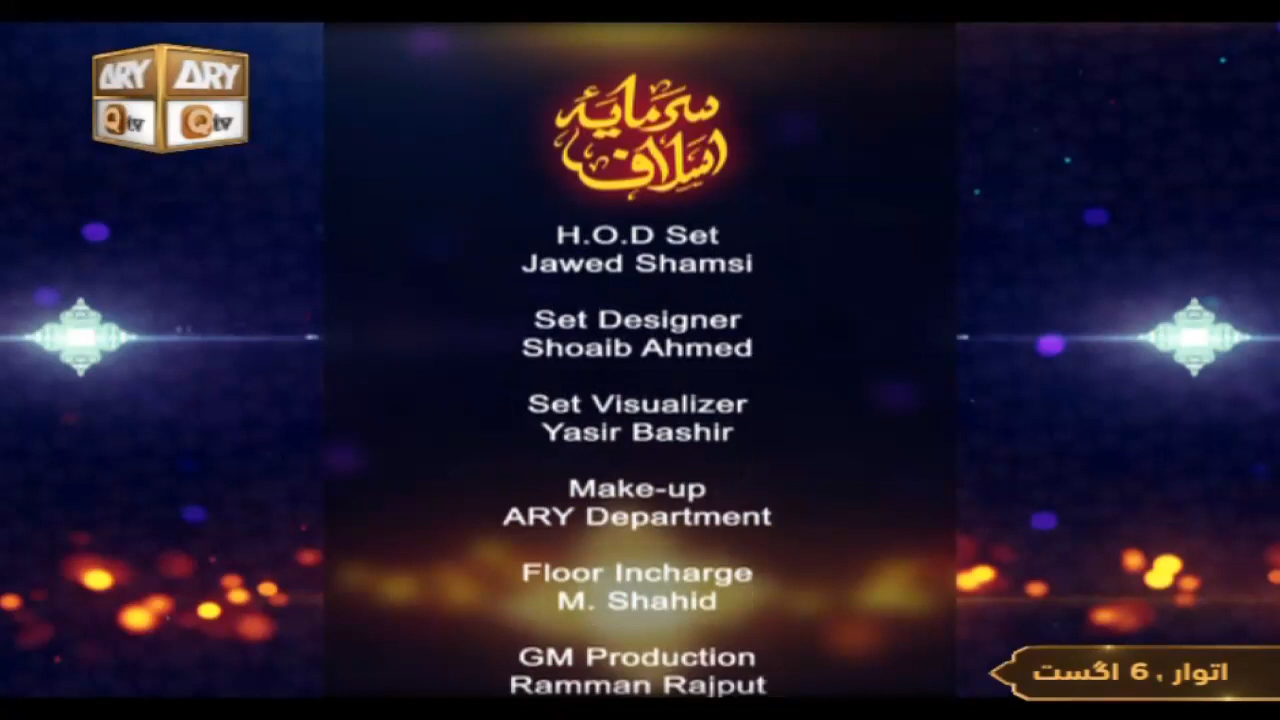 ARY ARY
Qtv Qtv
سرمایۂ
اسلاف
H.O.D Set
Jawed Shamsi
Set Designer
Shoaib Ahmed
Set Visualizer
Yasir Bashir
Make-up
ARY Department
Floor Incharge
M. Shahid
GM Production
Ramman Rajput
اتوار , 6 اگست